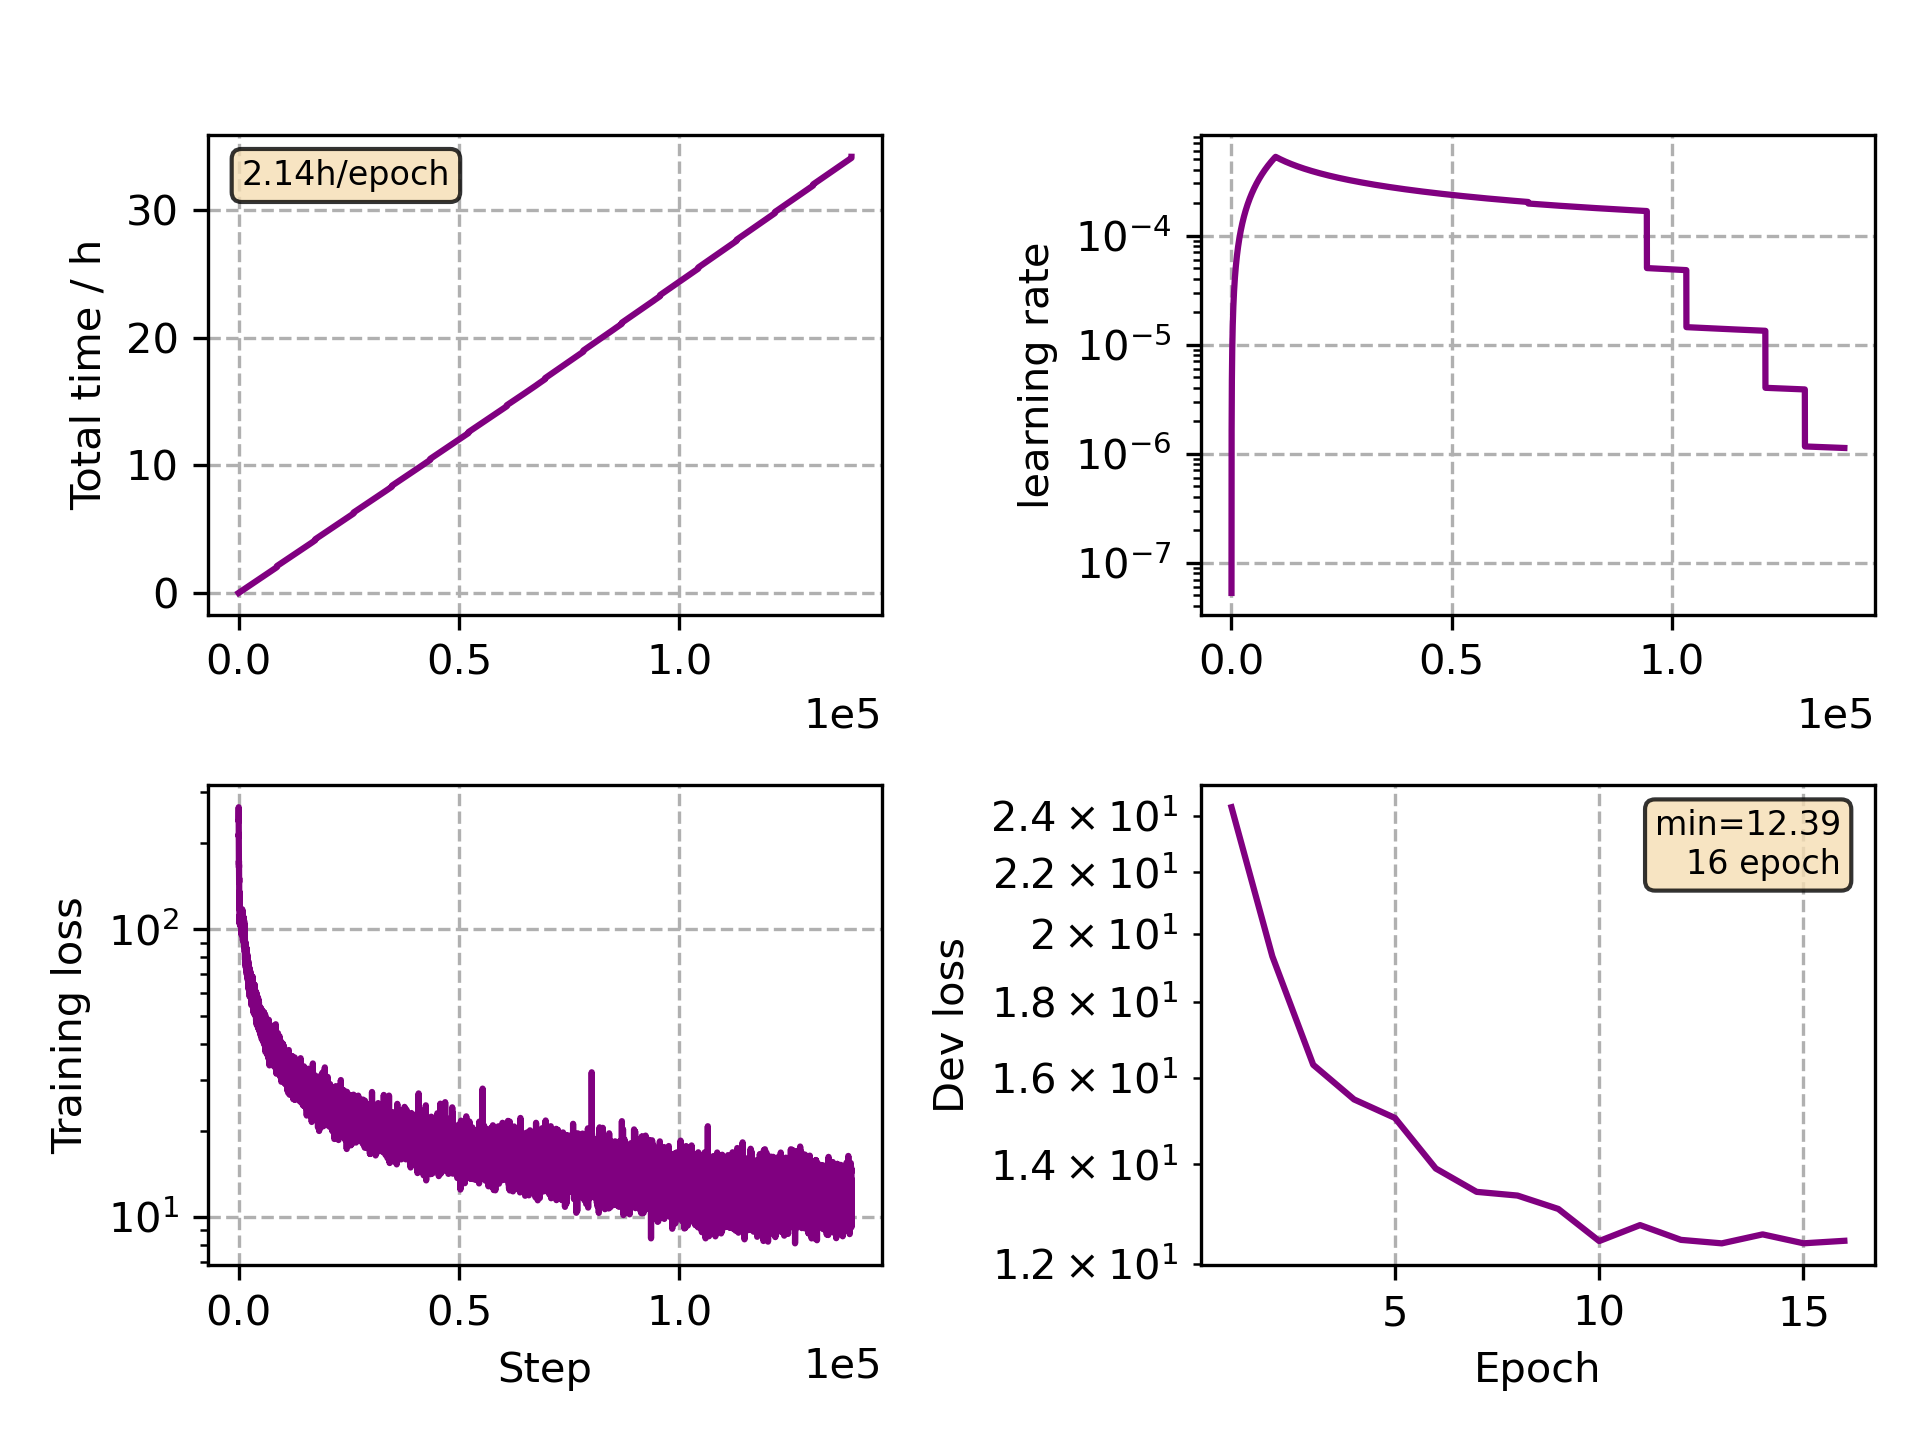 2.14h/epoch
Total time / h
30
20
10
0
0.0 0.5 1.0
1e5
learning rate
10⁻⁴
10⁻⁵
10⁻⁶
10⁻⁷
0.0 0.5 1.0
1e5
Training loss
10²
10¹
0.0 0.5 1.0
Step
1e5
min=12.39
16 epoch
Dev loss
2.4 × 10¹
2.2 × 10¹
2 × 10¹
1.8 × 10¹
1.6 × 10¹
1.4 × 10¹
1.2 × 10¹
5 10 15
Epoch